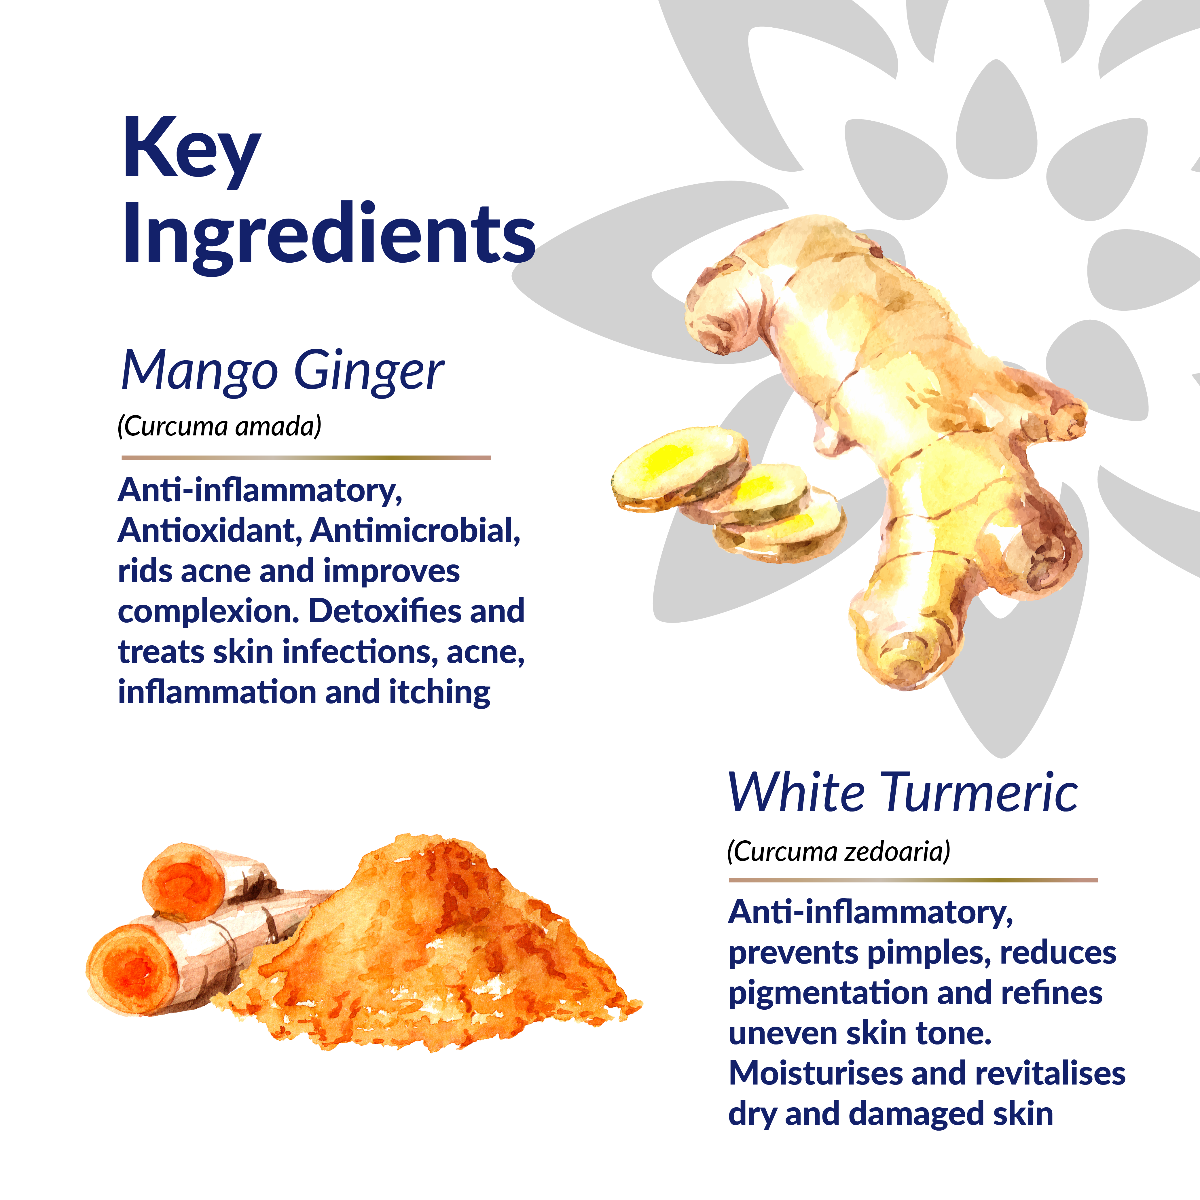 Key
Ingredients
Mango Ginger
(Curcuma amada)
Anti-inflammatory,
Antioxidant, Antimicrobial,
rids acne and improves
complexion. Detoxifies and
treats skin infections, acne,
inflammation and itching
White Turmeric
(Curcuma zedoaria)
Anti-inflammatory,
prevents pimples, reduces
pigmentation and refines
uneven skin tone.
Moisturises and revitalises
dry and damaged skin